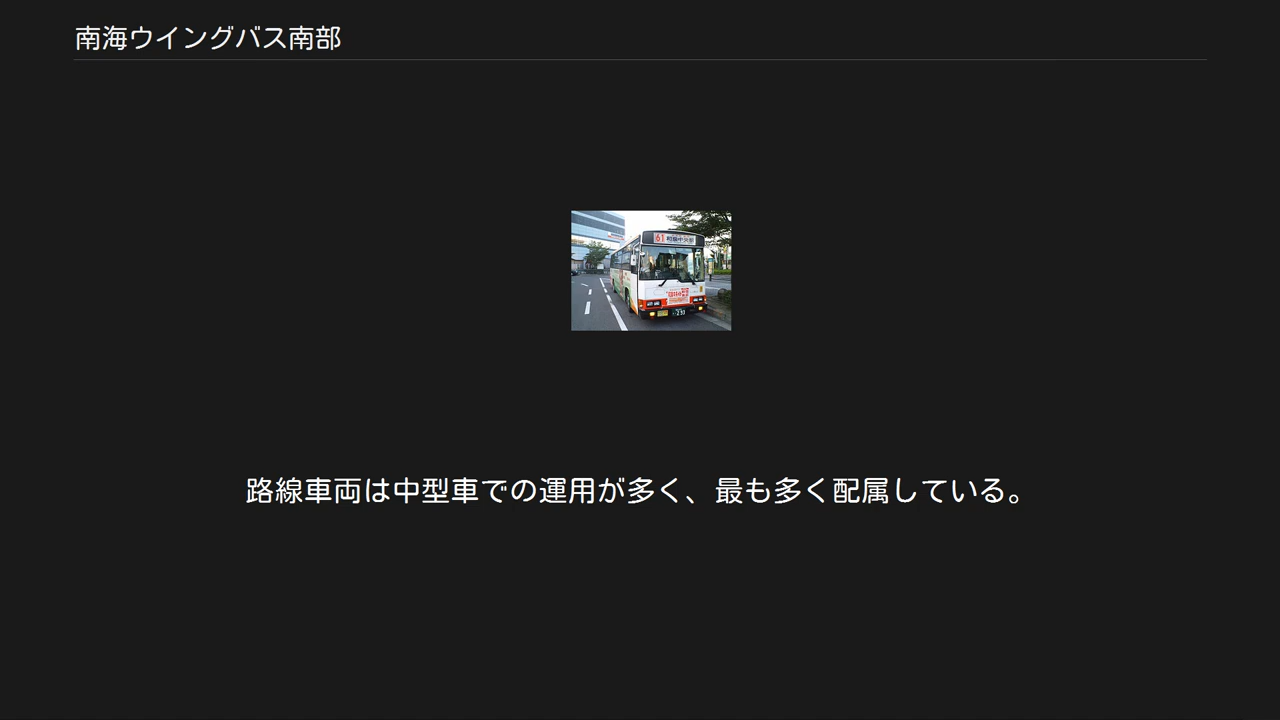 南海ウイングバス南部
61
路線車両は中型車での運用が多く、最も多く配属している。